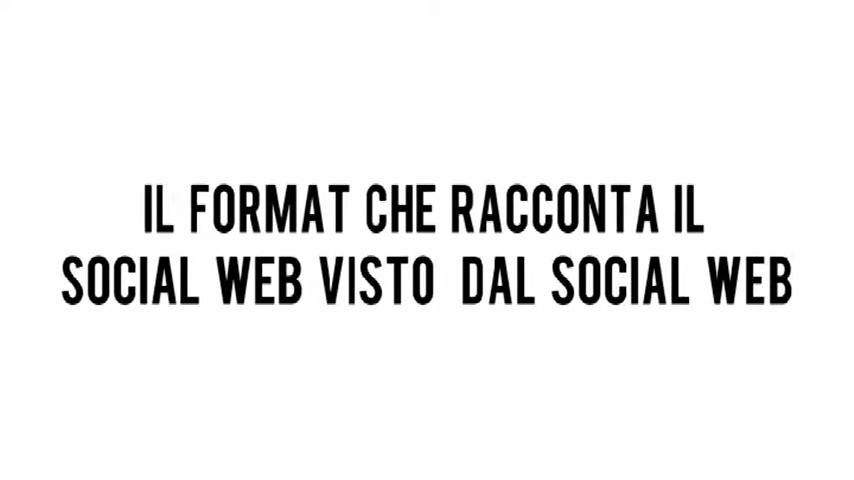 IL FORMAT CHE RACCONTA IL
SOCIAL WEB VISTO DAL SOCIAL WEB